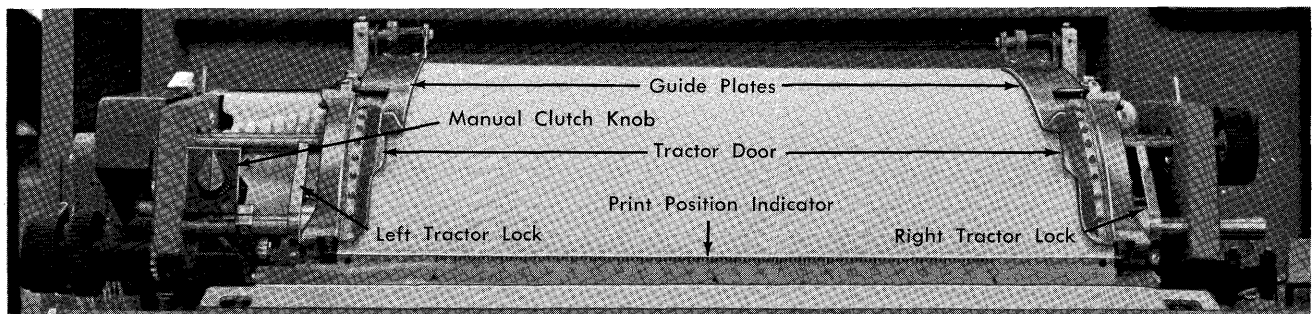 Guide Plates
Manual Clutch Knob
Tractor Door
Print Position Indicator
Left Tractor Lock
Right Tractor Lock